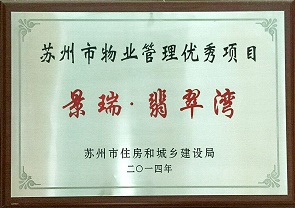 苏州市物业管理优秀项目
景瑞·翡翠湾
苏州市住房和城乡建设局
二〇一四年